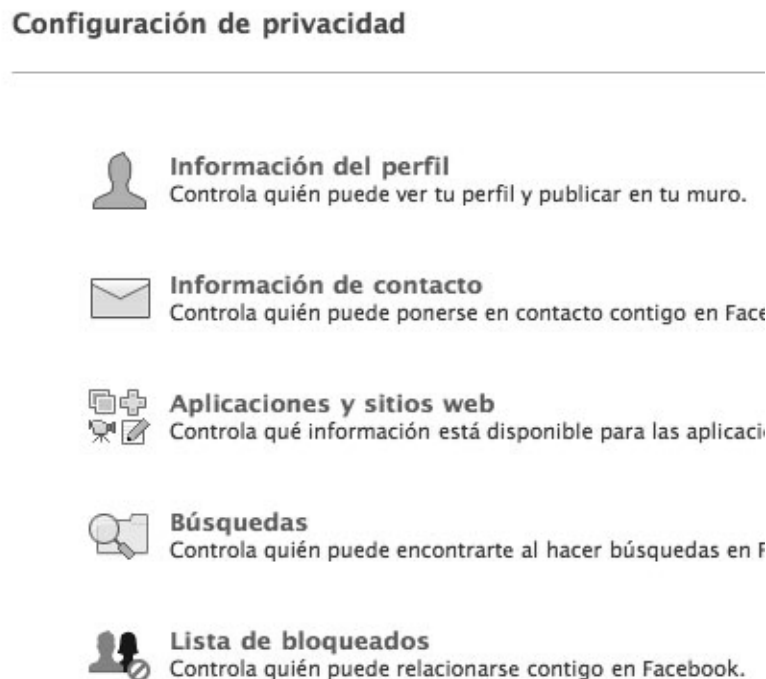 Configuración de privacidad
Información del perfil
Controla quién puede ver tu perfil y publicar en tu muro.
Información de contacto
Controla quién puede ponerse en contacto contigo en
Aplicaciones y sitios web
Controla qué información está disponible para las
Búsquedas
Controla quién puede encontrarte al hacer búsquedas en
Lista de bloqueados
Controla quién puede relacionarse contigo en Facebook.